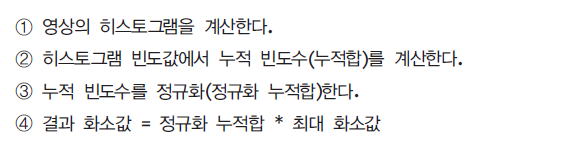 ① 영상의 히스토그램을 계산한다.
② 히스토그램 빈도값에서 누적 빈도수(누적합)를 계산한다.
③ 누적 빈도수를 정규화(정규화 누적합)한다.
④ 결과 화소값 = 정규화 누적합 * 최대 화소값